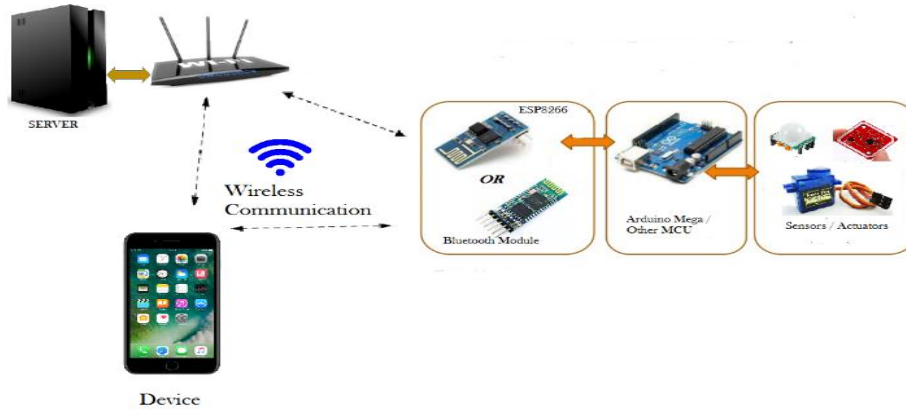 WI-FI
SERVER
ESP8266
OR
Wireless
Communication
Bluetooth Module
Arduino Mega /
Other MCU
Sensors / Actuators
Device